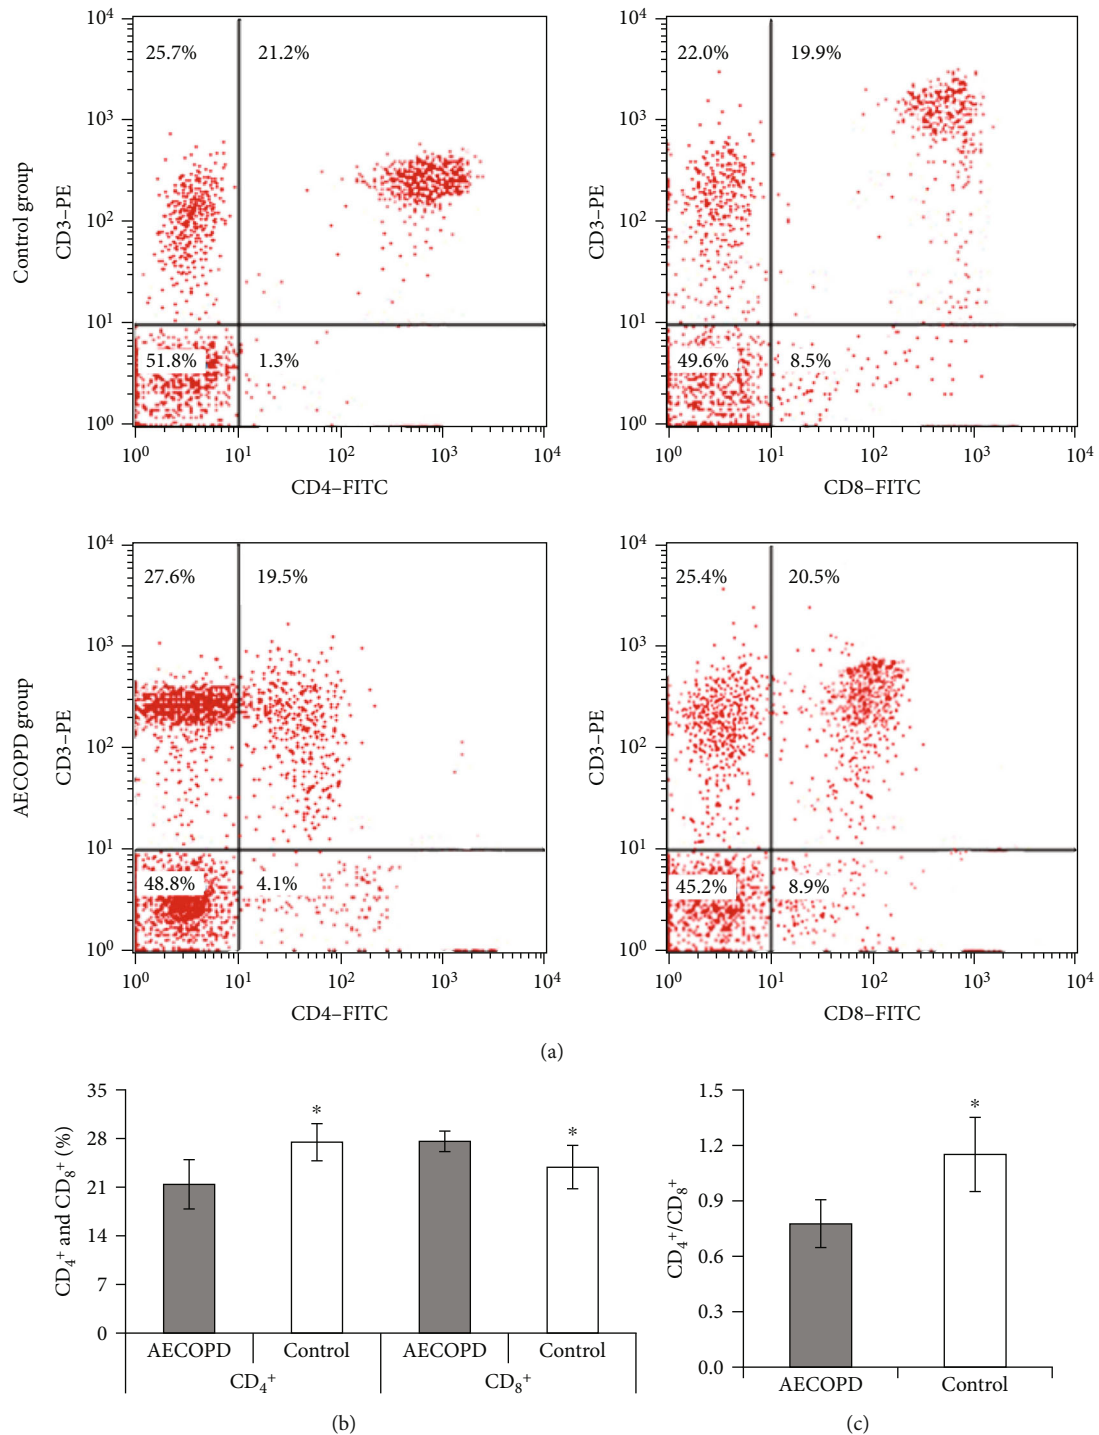 Control group
CD3–PE
10⁴
10³
10²
10¹
10⁰
25.7%
21.2%
51.8%
1.3%
10⁰ 10¹ 10² 10³ 10⁴
CD4–FITC
CD3–PE
10⁴
10³
10²
10¹
10⁰
22.0%
19.9%
49.6%
8.5%
10⁰ 10¹ 10² 10³ 10⁴
CD8–FITC
AECOPD group
CD3–PE
10⁴
10³
10²
10¹
10⁰
27.6%
19.5%
48.8%
4.1%
10⁰ 10¹ 10² 10³ 10⁴
CD4–FITC
CD3–PE
10⁴
10³
10²
10¹
10⁰
25.4%
20.5%
45.2%
8.9%
10⁰ 10¹ 10² 10³ 10⁴
CD8–FITC
(a)
CD₄⁺ and CD₈⁺ (%)
35
28
21
14
7
0
* *
AECOPD Control AECOPD Control
CD₄⁺ CD₈⁺
(b)
CD₄⁺/CD₈⁺
1.5
1.2
0.9
0.6
0.3
0.0
*
AECOPD Control
(c)